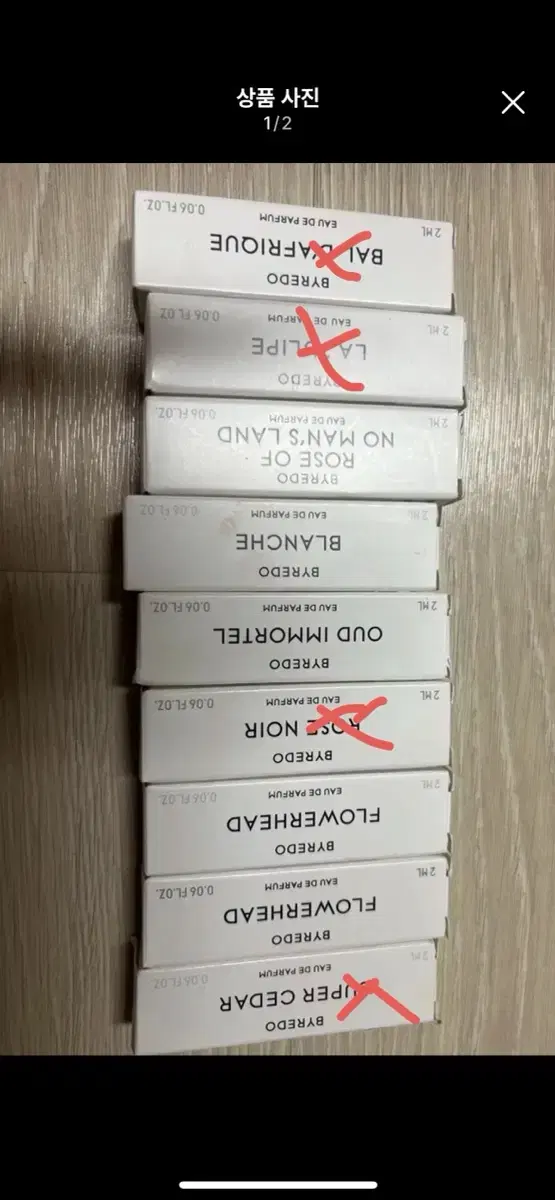 상품 사진
1/2
BYREDO
BAL D'AFRIQUE
EAU DE PARFUM
2 ML 0.06 FL.OZ.
BYREDO
LA TULIPE
EAU DE PARFUM
2 ML 0.06 FL.OZ.
BYREDO
ROSE OF
NO MAN'S LAND
EAU DE PARFUM
2 ML 0.06 FL.OZ.
BYREDO
BLANCHE
EAU DE PARFUM
2 ML 0.06 FL.OZ.
BYREDO
OUD IMMORTEL
EAU DE PARFUM
2 ML 0.06 FL.OZ.
BYREDO
ROSE NOIR
EAU DE PARFUM
2 ML 0.06 FL.OZ.
BYREDO
FLOWERHEAD
EAU DE PARFUM
2 ML 0.06 FL.OZ.
BYREDO
FLOWERHEAD
EAU DE PARFUM
2 ML 0.06 FL.OZ.
BYREDO
SUPER CEDAR
EAU DE PARFUM
2 ML 0.06 FL.OZ.